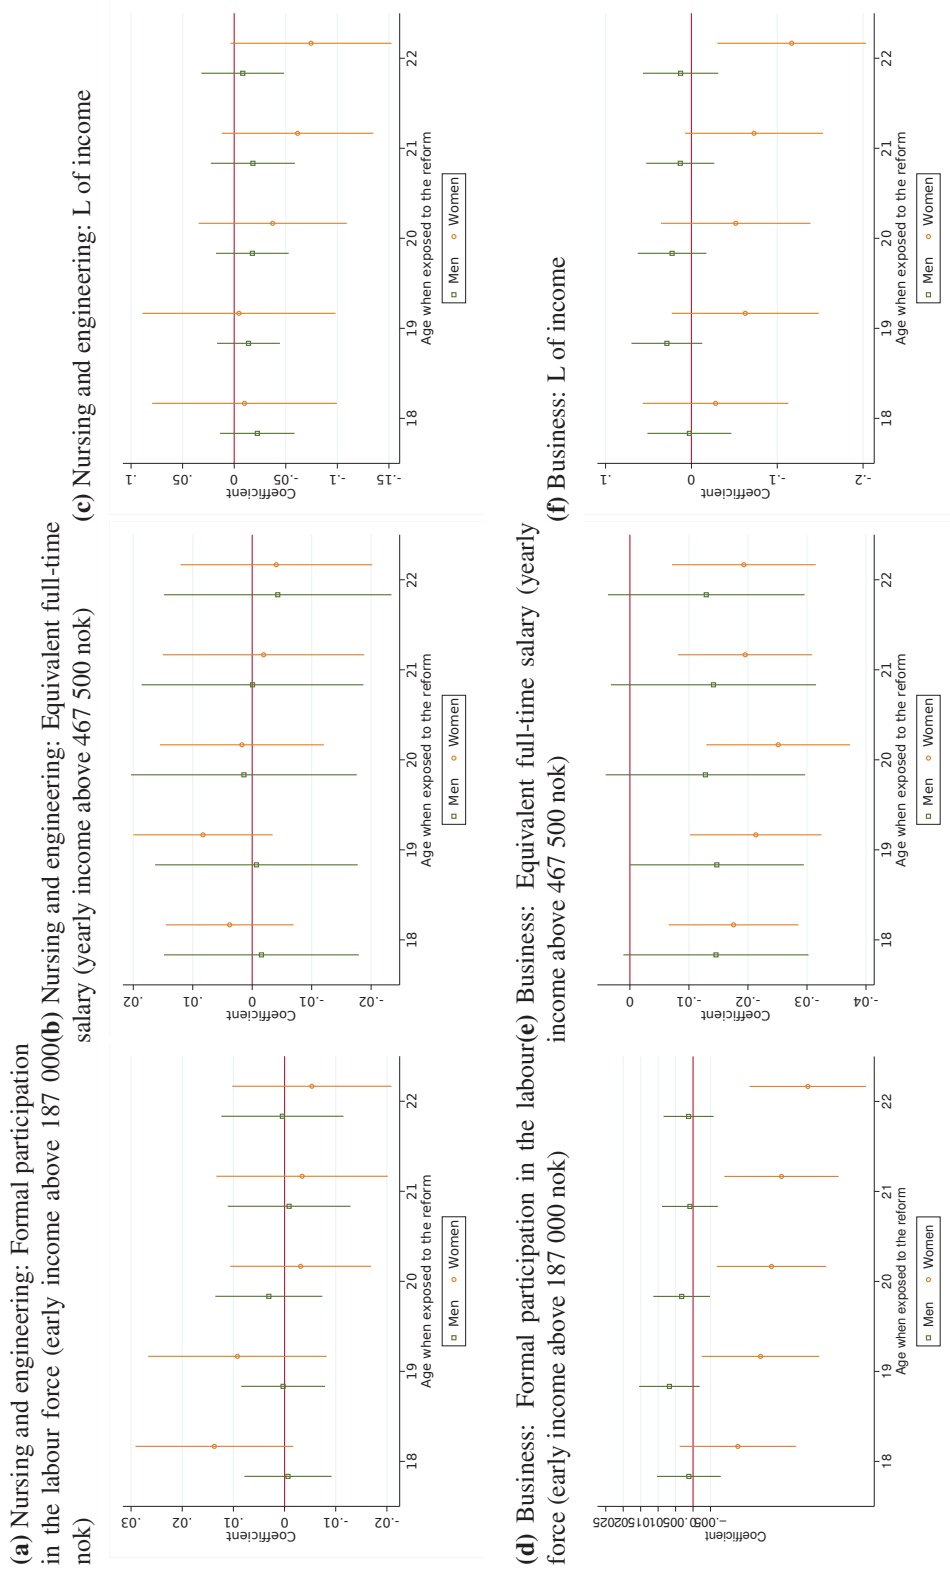 (a) Nursing and engineering: Formal participation
in the labour force (early income above 187 000
nok)
Coefficient
.03
.02
.01
0
-.01
-.02
18 19 20 21 22
Age when exposed to the reform
Men Women
(b) Nursing and engineering: Equivalent full-time
salary (yearly income above 467 500 nok)
Coefficient
.02
.01
0
-.01
-.02
18 19 20 21 22
Age when exposed to the reform
Men Women
(c) Nursing and engineering: L of income
Coefficient
.1
.05
0
-.05
-.1
-.15
18 19 20 21 22
Age when exposed to the reform
Men Women
(d) Business: Formal participation in the labour
force (early income above 187 000 nok)
Coefficient
18 19 20 21 22
Age when exposed to the reform
Men Women
(e) Business: Equivalent full-time salary (yearly
income above 467 500 nok)
Coefficient
0
-.01
-.02
-.03
-.04
18 19 20 21 22
Age when exposed to the reform
Men Women
(f) Business: L of income
Coefficient
.1
0
-.1
-.2
18 19 20 21 22
Age when exposed to the reform
Men Women